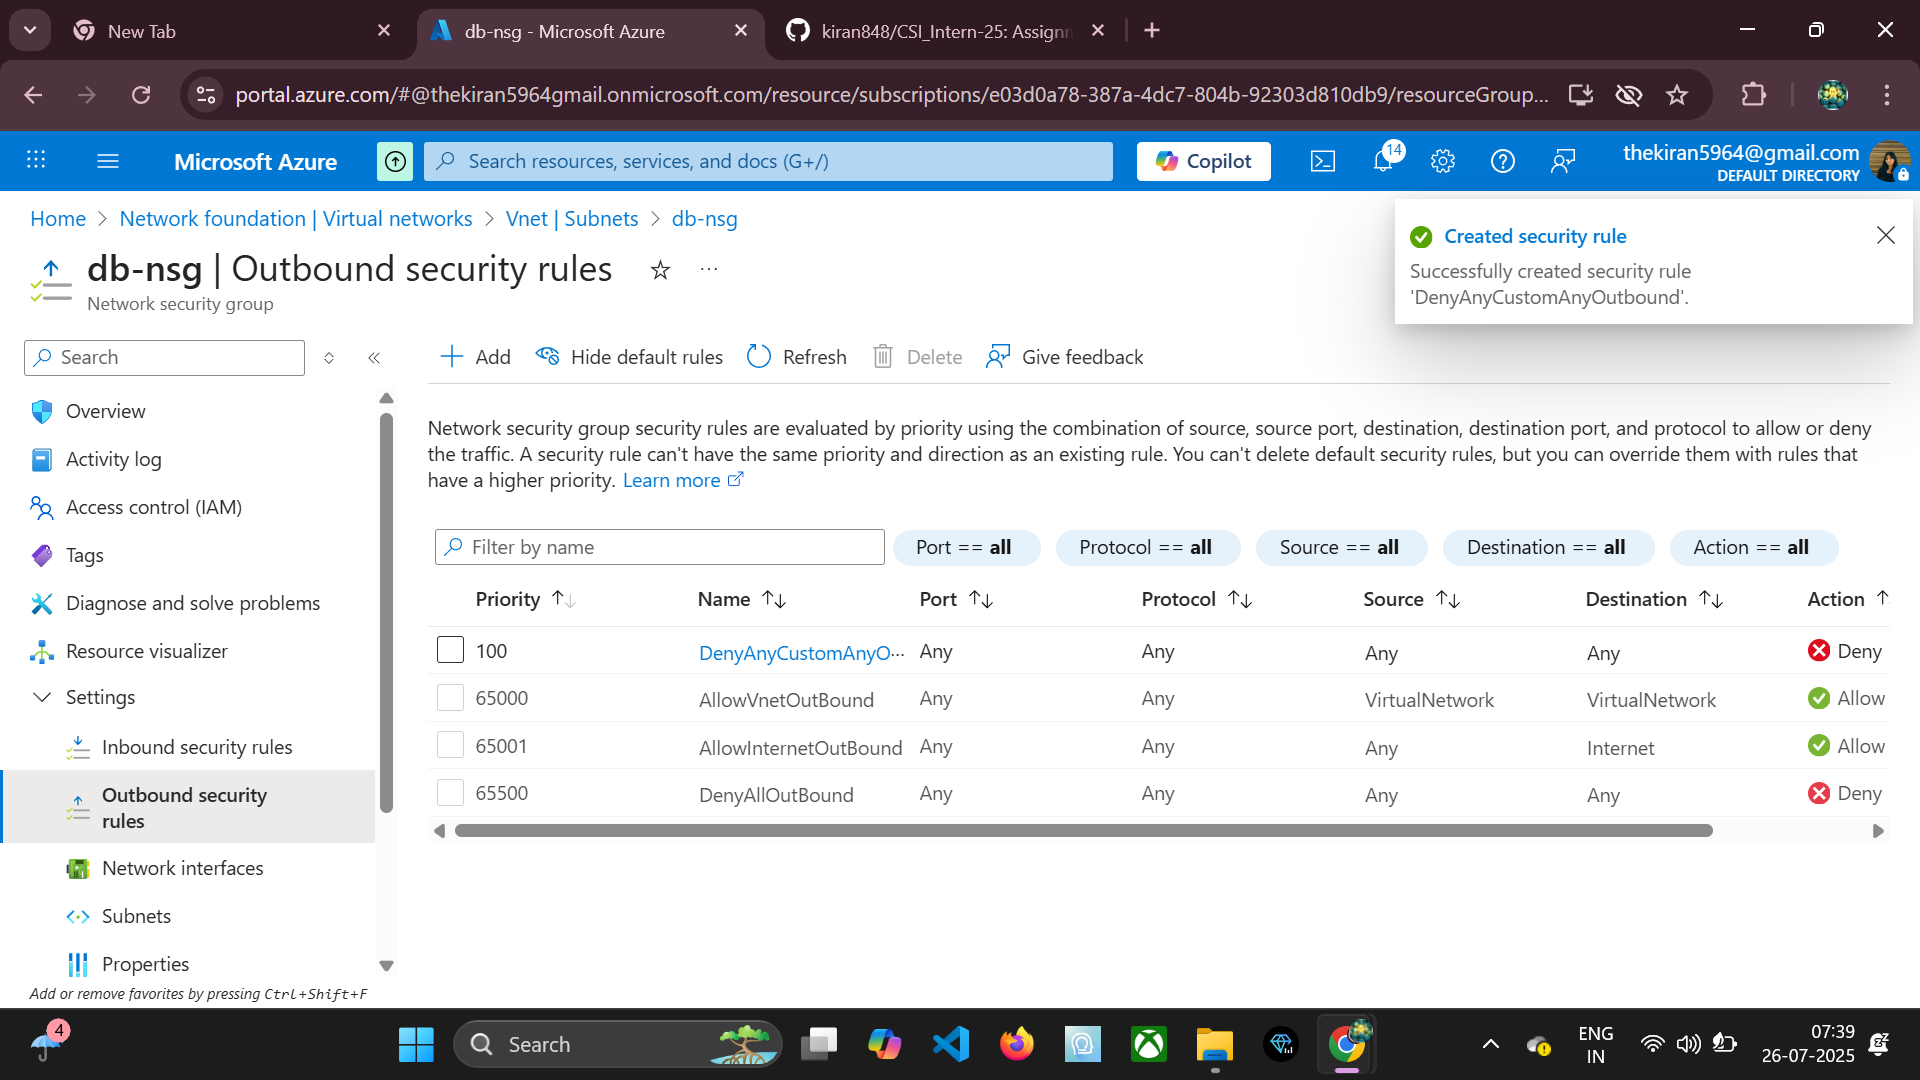 New Tab
db-nsg - Microsoft Azure
kiran848/CSI_Intern-25: Assignm
portal.azure.com/#@thekiran5964gmail.onmicrosoft.com/resource/subscriptions/e03d0a78-387a-4dc7-804b-92303d810db9/resourceGroup...
Microsoft Azure
Search resources, services, and docs (G+/)
Copilot
14
thekiran5964@gmail.com
DEFAULT DIRECTORY
Home > Network foundation | Virtual networks > Vnet | Subnets > db-nsg
Created security rule
Successfully created security rule
'DenyAnyCustomAnyOutbound'.
db-nsg | Outbound security rules
Network security group
Search
Add
Hide default rules
Refresh
Delete
Give feedback
Overview
Activity log
Access control (IAM)
Tags
Diagnose and solve problems
Resource visualizer
Settings
Inbound security rules
Outbound security
rules
Network interfaces
Subnets
Properties
Add or remove favorites by pressing Ctrl+Shift+F
Network security group security rules are evaluated by priority using the combination of source, source port, destination, destination port, and protocol to allow or deny
the traffic. A security rule can't have the same priority and direction as an existing rule. You can't delete default security rules, but you can override them with rules that
have a higher priority. Learn more
Filter by name
Port == all
Protocol == all
Source == all
Destination == all
Action == all
Priority Name Port Protocol Source Destination Action
100 DenyAnyCustomAnyO... Any Any Any Any Deny
65000 AllowVnetOutBound Any Any VirtualNetwork VirtualNetwork Allow
65001 AllowInternetOutBound Any Any Any Internet Allow
65500 DenyAllOutBound Any Any Any Any Deny
4
Search
ENG
IN
07:39
26-07-2025